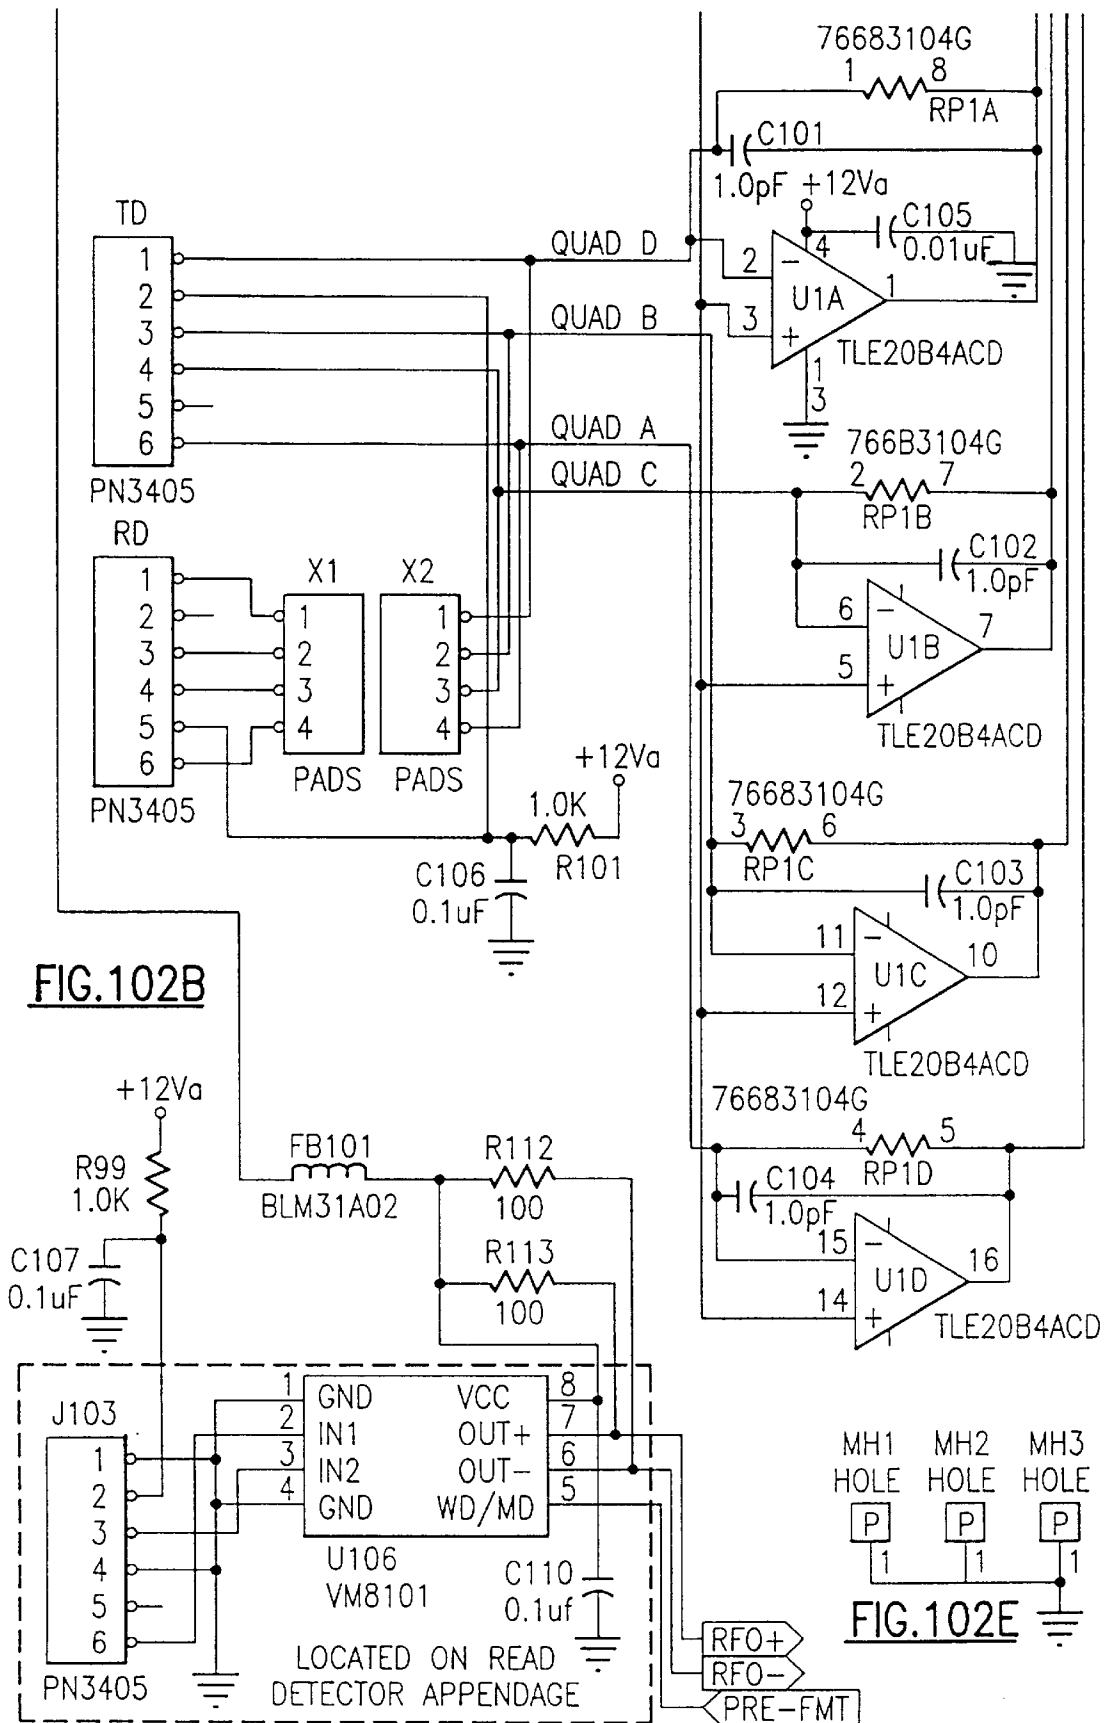 76683104G
1 8
RP1A
C101
1.0pF
+12Va
C105
0.01uF
4
2 −
U1A
1
3 +
TLE20B4ACD
1
3
TD
1
2
3
4
5
6
PN3405
QUAD D
QUAD B
QUAD A
QUAD C
766B3104G
2 7
RP1B
C102
1.0pF
6 −
U1B
7
5 +
TLE20B4ACD
RD
1
2
3
4
5
6
PN3405
X1
1
2
3
4
PADS
X2
1
2
3
4
PADS
+12Va
1.0K
R101
C106
0.1uF
76683104G
3 6
RP1C
C103
1.0pF
11 −
U1C
10
12 +
TLE20B4ACD
FIG.102B
+12Va
R99
1.0K
C107
0.1uF
FB101
BLM31A02
R112
100
R113
100
76683104G
4 5
RP1D
C104
1.0pF
15 −
U1D
16
14 +
TLE20B4ACD
J103
1
2
3
4
5
6
PN3405
1 GND VCC 8
2 IN1 OUT+ 7
3 IN2 OUT− 6
4 GND WD/MD 5
U106
VM8101
C110
0.1uf
LOCATED ON READ
DETECTOR APPENDAGE
RFO+
RFO−
PRE−FMT
MH1 MH2 MH3
HOLE HOLE HOLE
P P P
1 1 1
FIG.102E